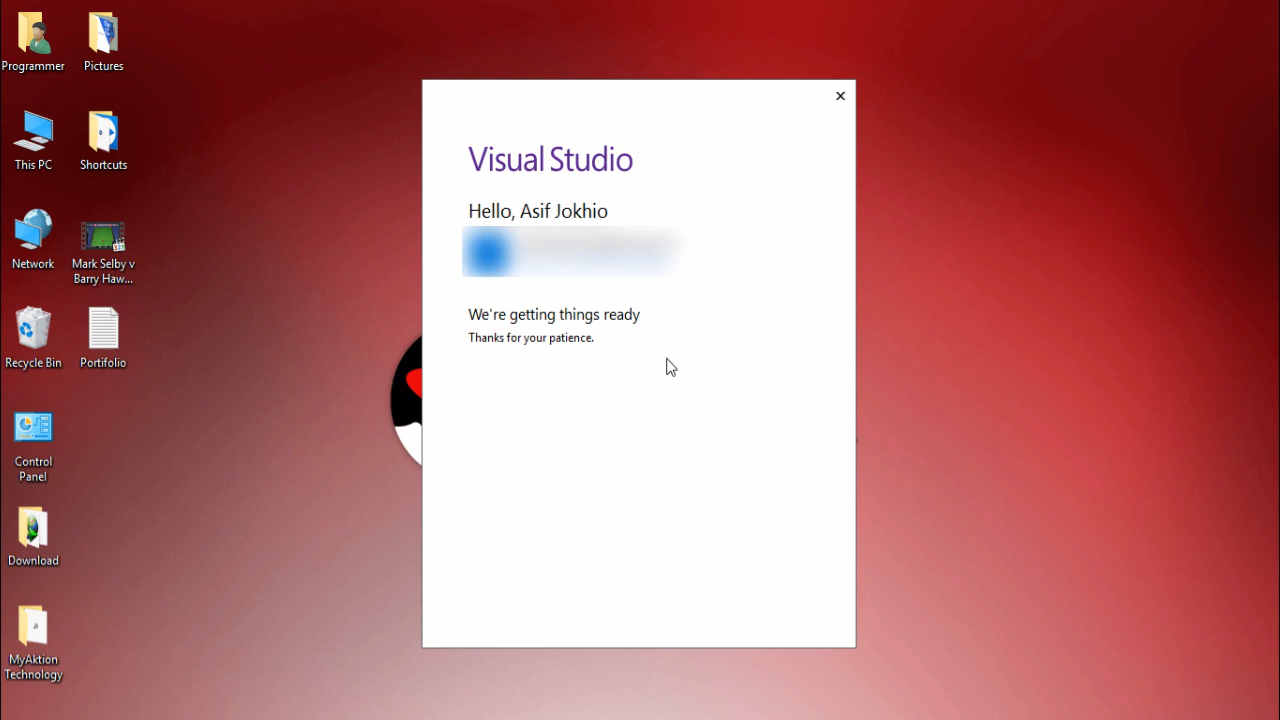 Programmer
Pictures
This PC
Shortcuts
Network
Mark Selby v
Barry Haw...
Recycle Bin
Portifolio
Control
Panel
Download
MyAktion
Technology
Visual Studio
Hello, Asif Jokhio
We're getting things ready
Thanks for your patience.